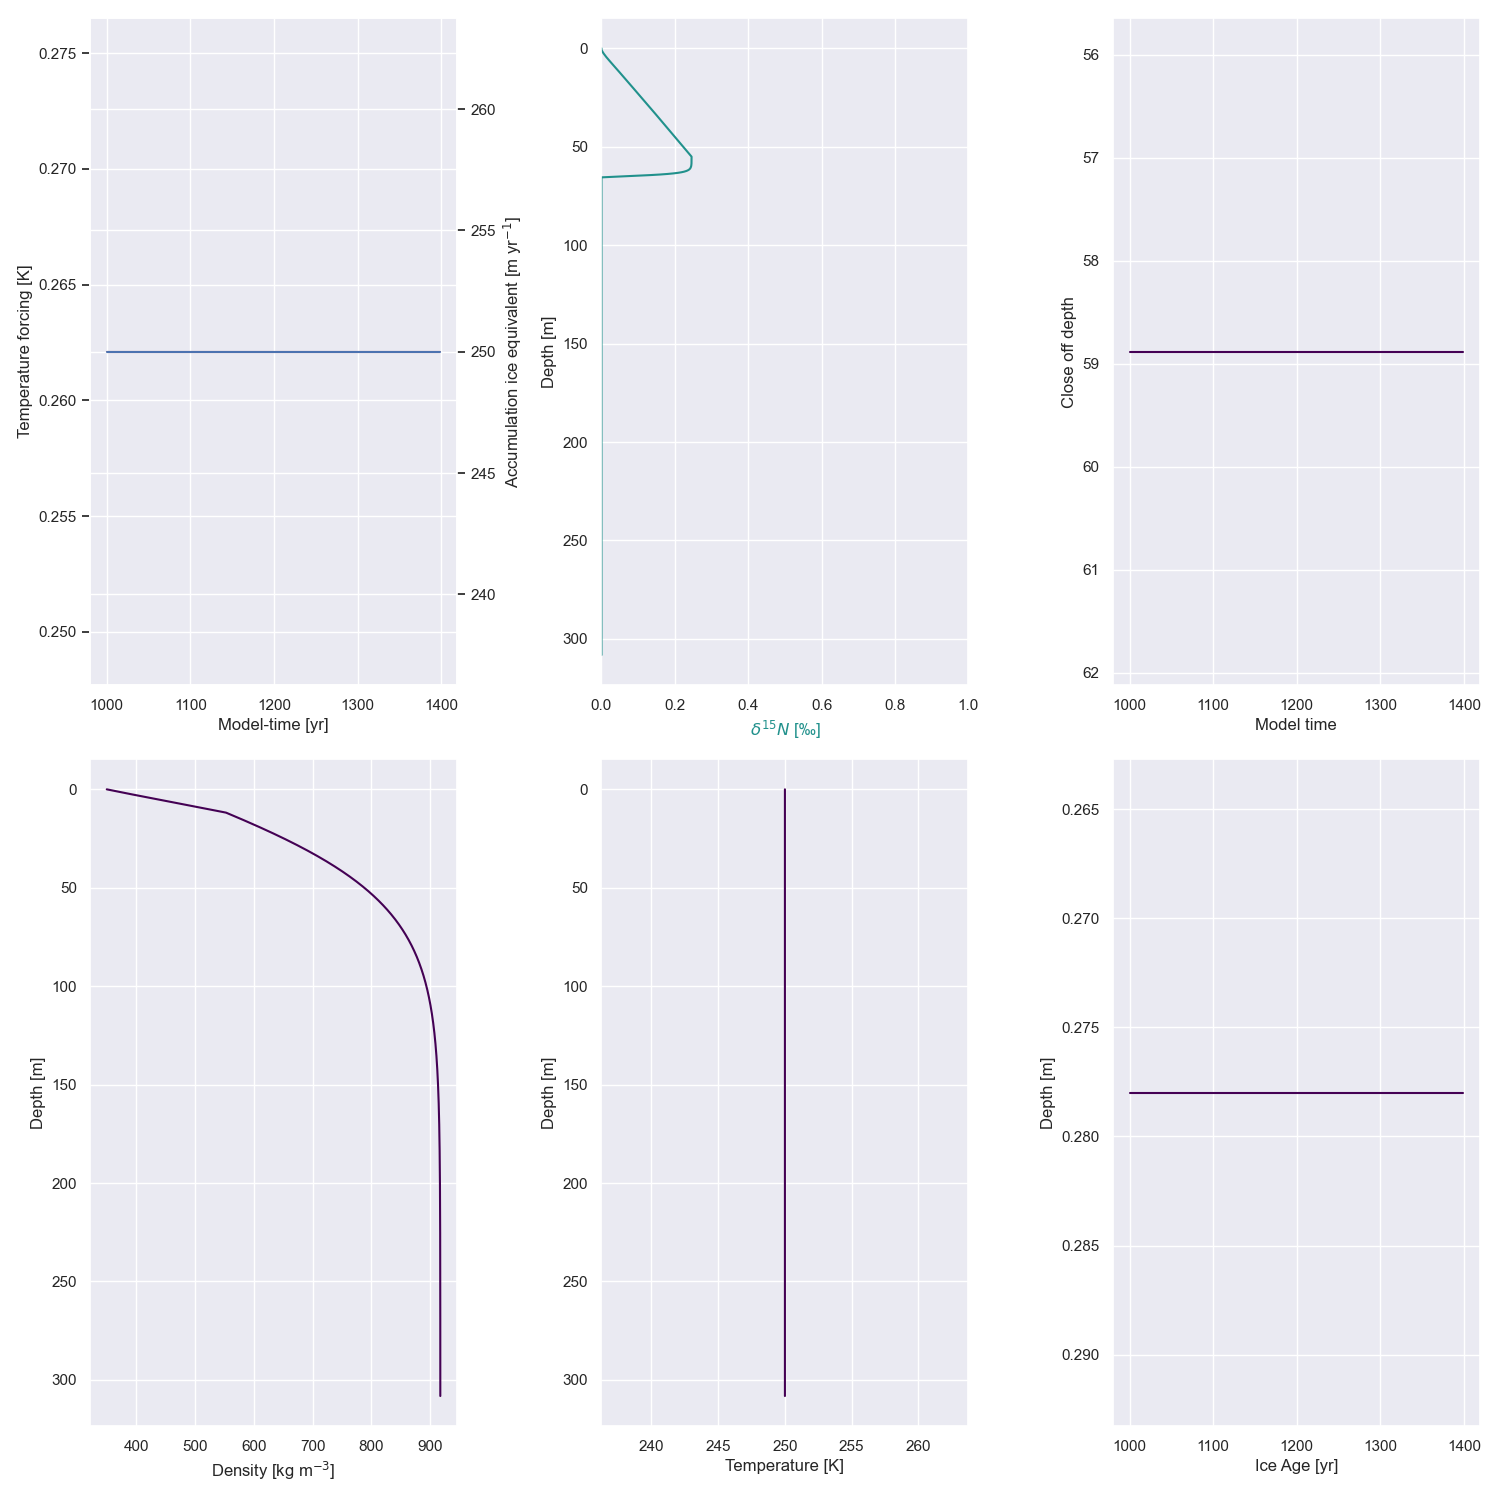 0.275
0.270
0.265
0.260
0.255
0.250
Temperature forcing [K]
1000 1100 1200 1300 1400
Model-time [yr]
260
255
250
245
240
Accumulation ice equivalent [m yr⁻¹]
0
50
100
150
200
250
300
Depth [m]
0.0 0.2 0.4 0.6 0.8 1.0
δ¹⁵N [‰]
56
57
58
59
60
61
62
Close off depth
1000 1100 1200 1300 1400
Model time
0
50
100
150
200
250
300
Depth [m]
400 500 600 700 800 900
Density [kg m⁻³]
0
50
100
150
200
250
300
Depth [m]
240 245 250 255 260
Temperature [K]
0.265
0.270
0.275
0.280
0.285
0.290
Depth [m]
1000 1100 1200 1300 1400
Ice Age [yr]